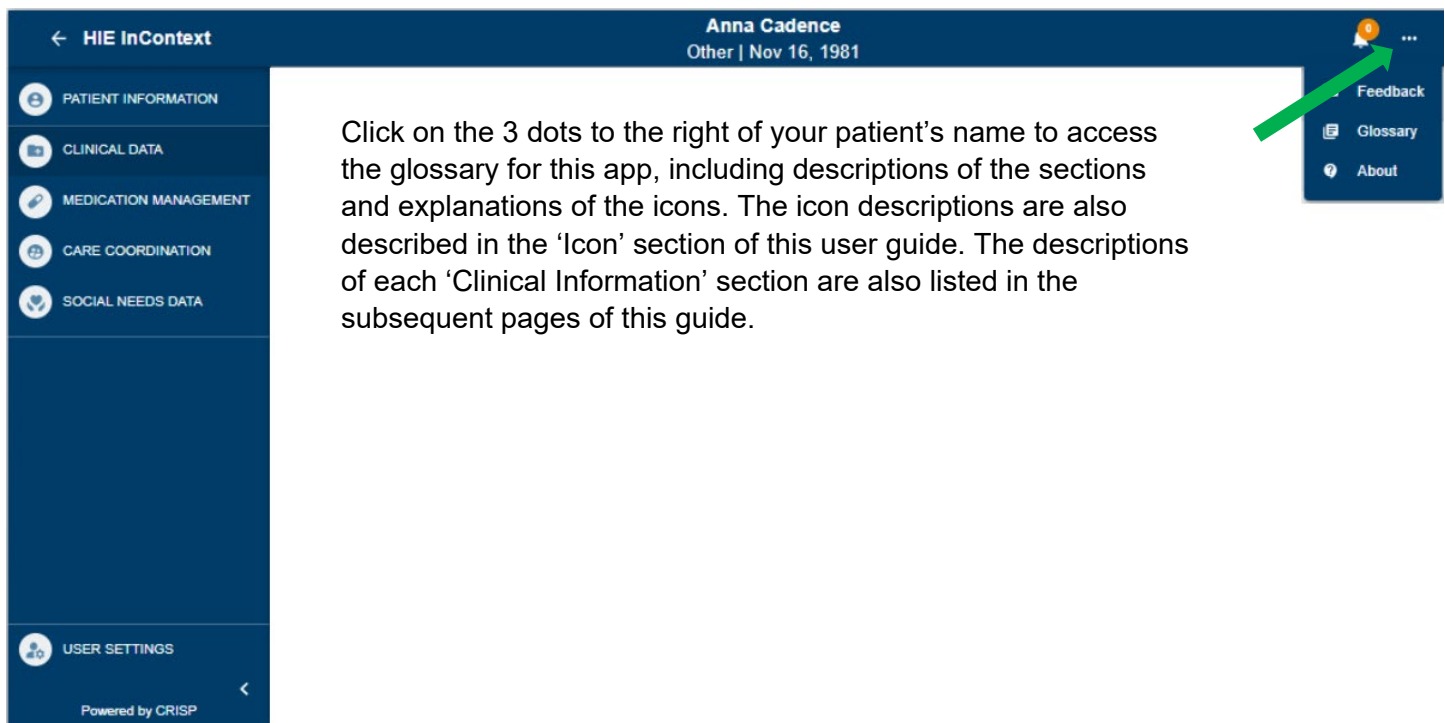 ← HIE InContext
Anna Cadence
Other | Nov 16, 1981
0
...
PATIENT INFORMATION
CLINICAL DATA
MEDICATION MANAGEMENT
CARE COORDINATION
SOCIAL NEEDS DATA
Feedback
Glossary
About
Click on the 3 dots to the right of your patient’s name to access
the glossary for this app, including descriptions of the sections
and explanations of the icons. The icon descriptions are also
described in the ‘Icon’ section of this user guide. The descriptions
of each ‘Clinical Information’ section are also listed in the
subsequent pages of this guide.
USER SETTINGS
Powered by CRISP